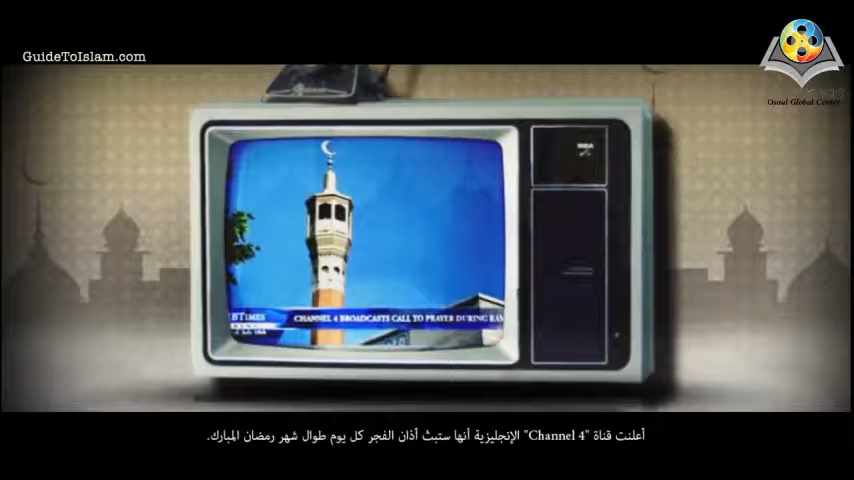 GuideToIslam.com
Osoul Global Center
BTIMES
CHANNEL 4 BROADCASTS CALL TO PRAYER DURING
أعلنت قناة "Channel 4" الإنجليزية أنها ستبث أذان الفجر كل يوم طوال شهر رمضان المبارك.